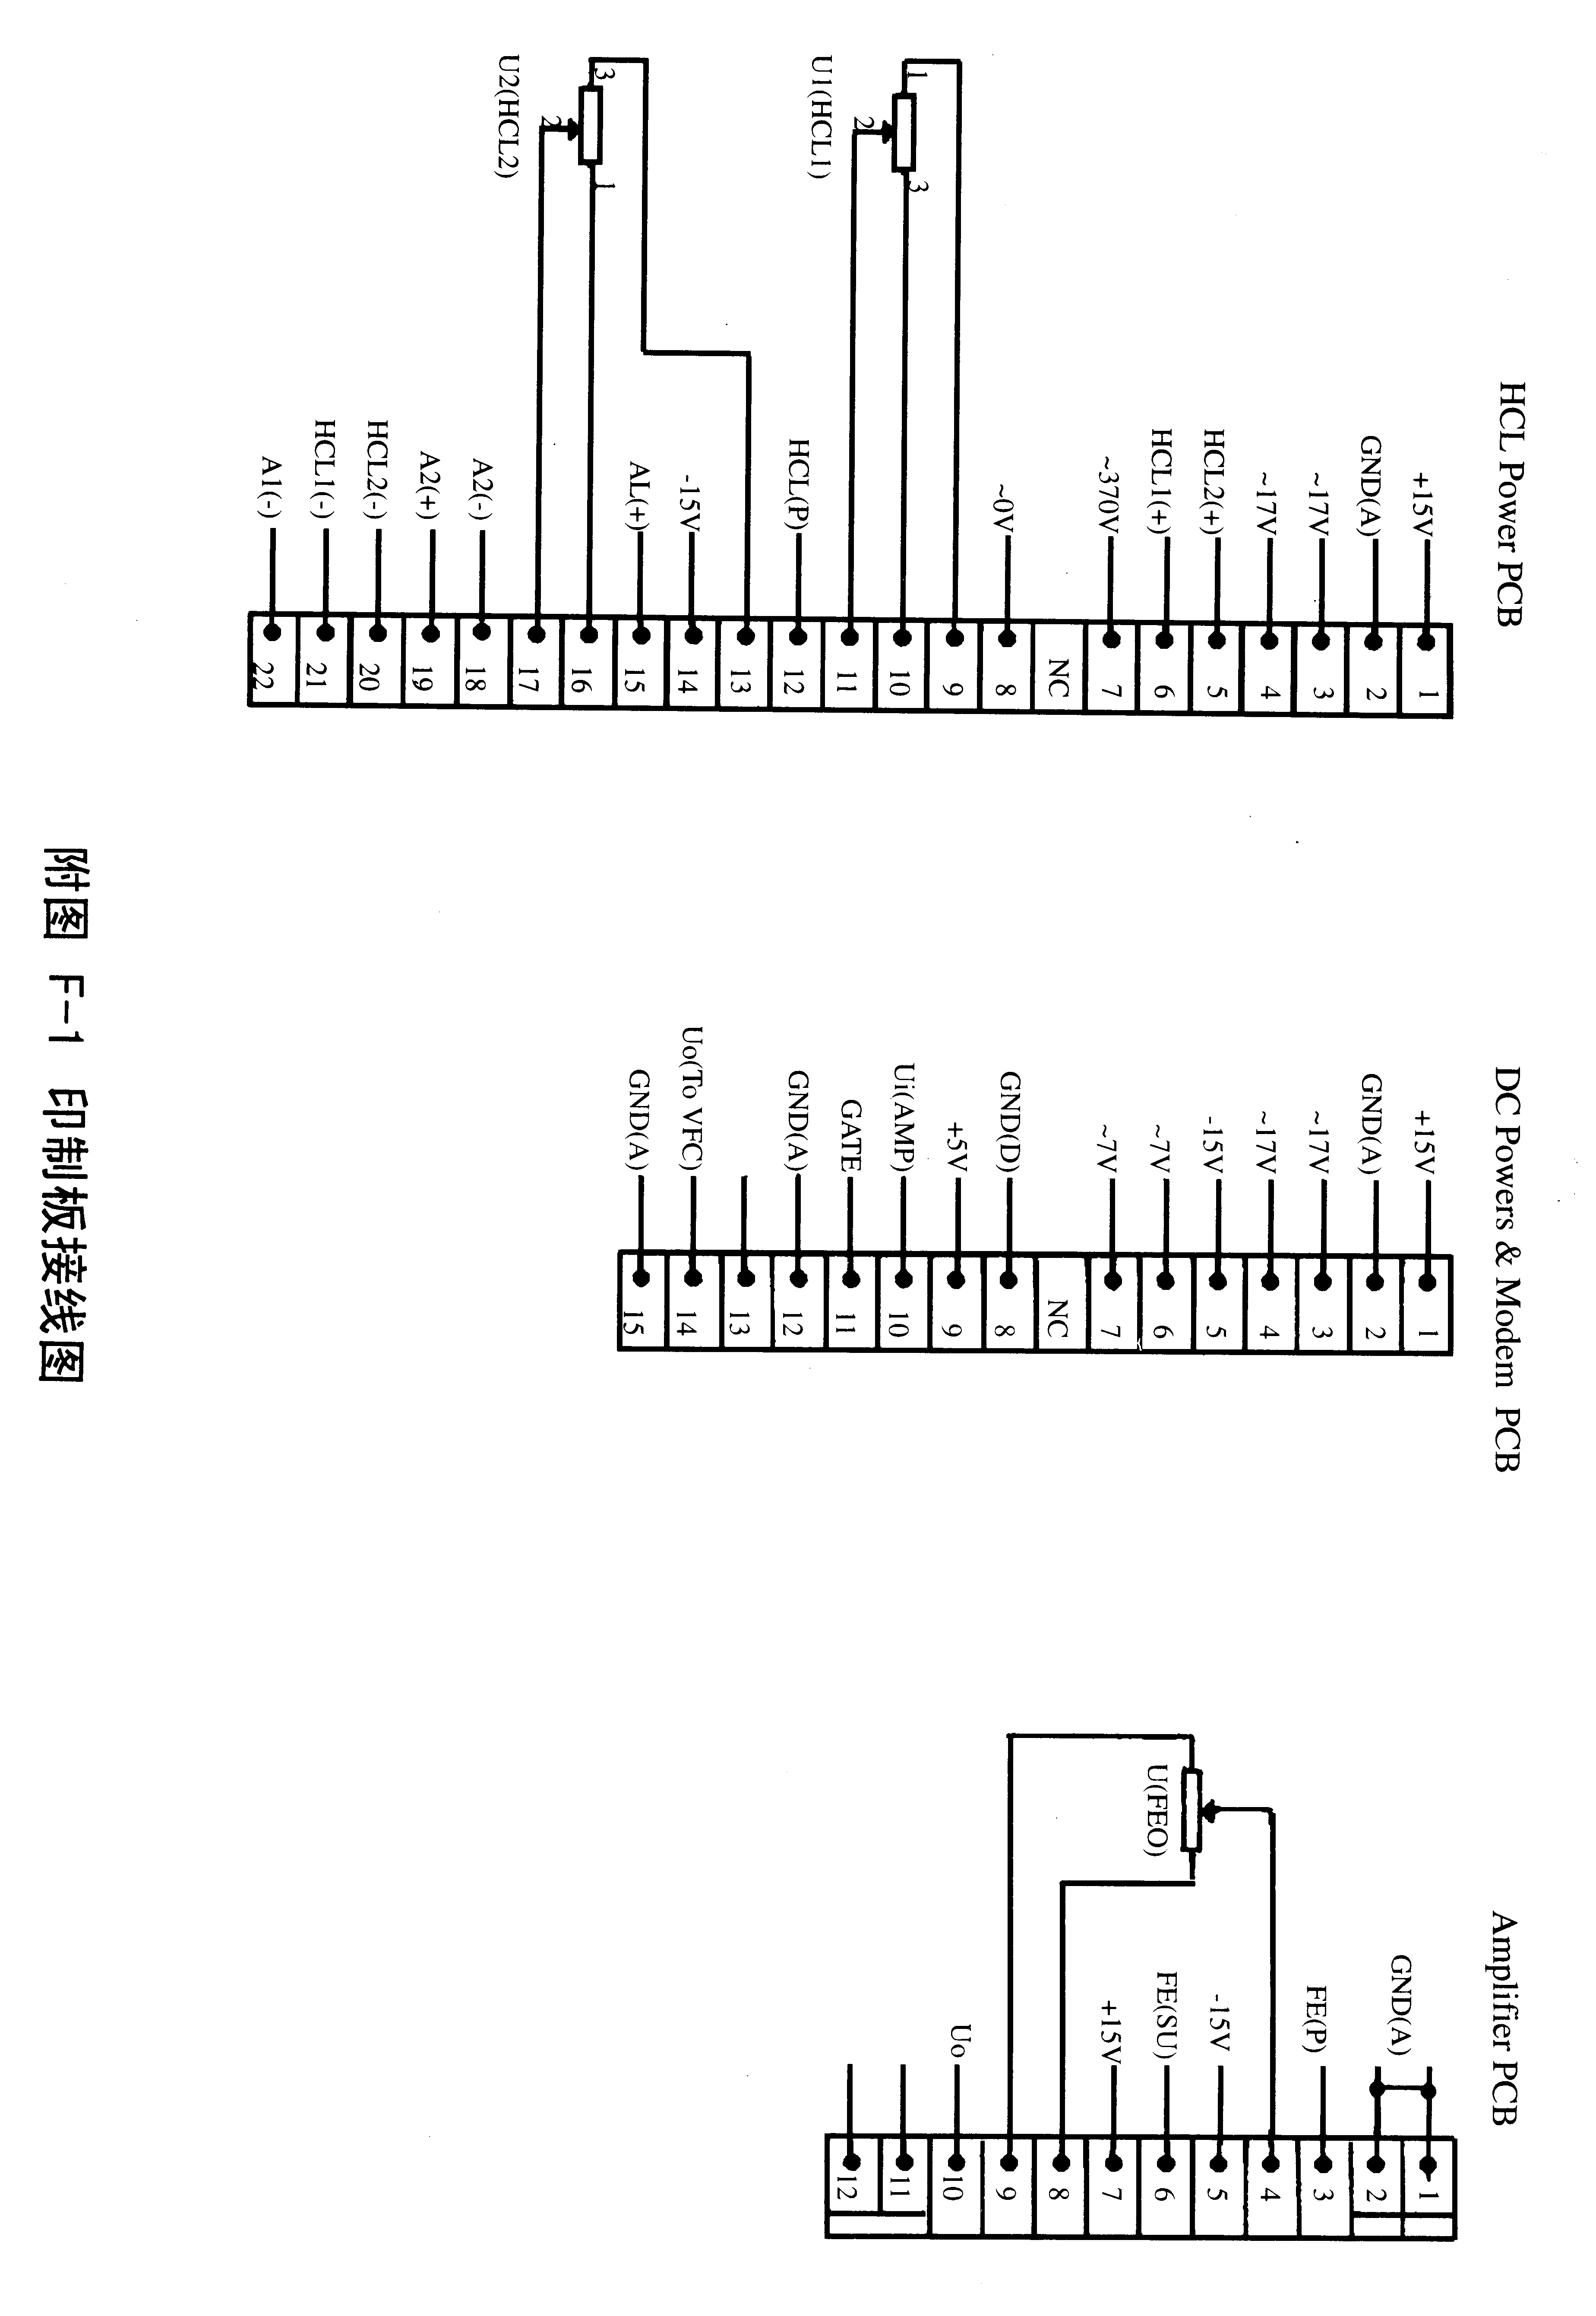 HCL Power PCB
+15V 1
GND(A) 2
~17V 3
~17V 4
HCL2(+) 5
HCL1(+) 6
~370V 7
NC
~0V 8
9
10
11
U1(HCL1)
1
2
3
HCL(P) 12
13
-15V 14
AL(+) 15
16
17
U2(HCL2)
3
2
1
A2(-) 18
A2(+) 19
HCL2(-) 20
HCL1(-) 21
A1(-) 22
DC Powers & Modem PCB
+15V 1
GND(A) 2
~17V 3
~17V 4
-15V 5
~7V 6
~7V 7
NC
GND(D) 8
+5V 9
Ui(AMP) 10
GATE 11
GND(A) 12
13
Uo(To VFC) 14
GND(A) 15
Amplifier PCB
GND(A)
1
2
FE(P) 3
4
-15V 5
FE(SU) 6
+15V 7
8
9
U(FEO)
Uo 10
11
12
附图 F-1 印制板接线图